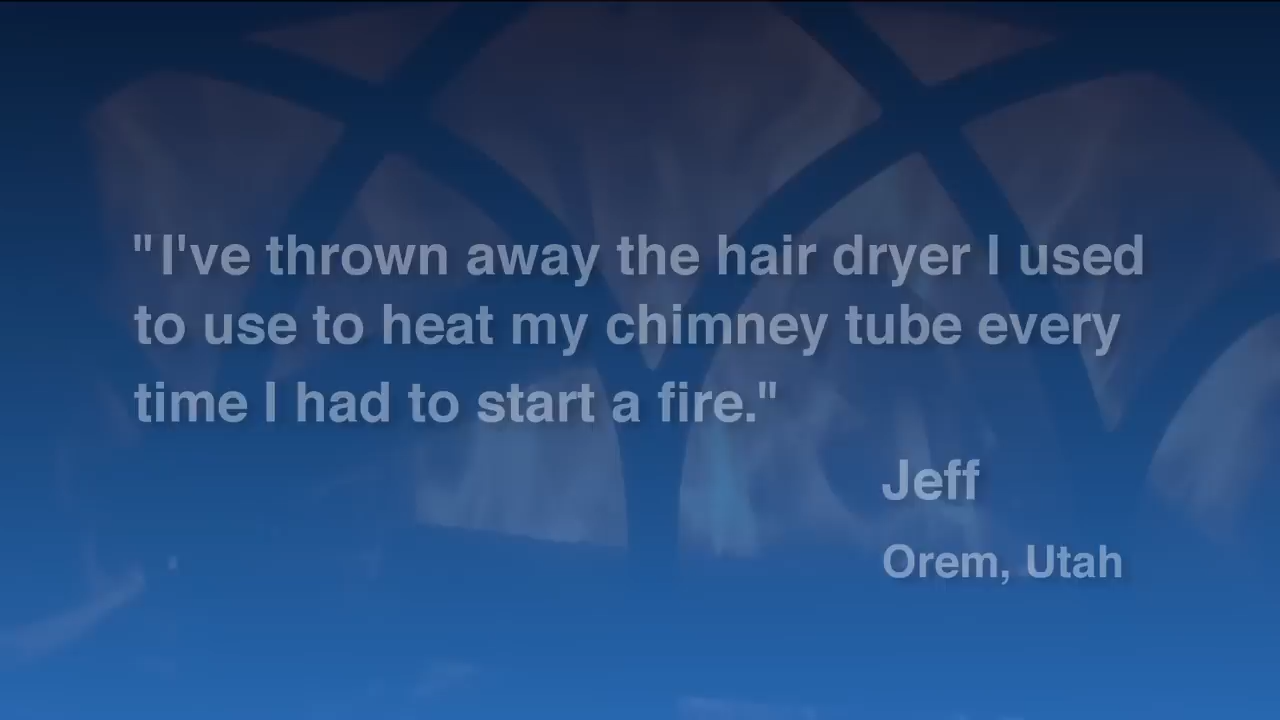 "I've thrown away the hair dryer I used
to use to heat my chimney tube every
time I had to start a fire."
Jeff
Orem, Utah